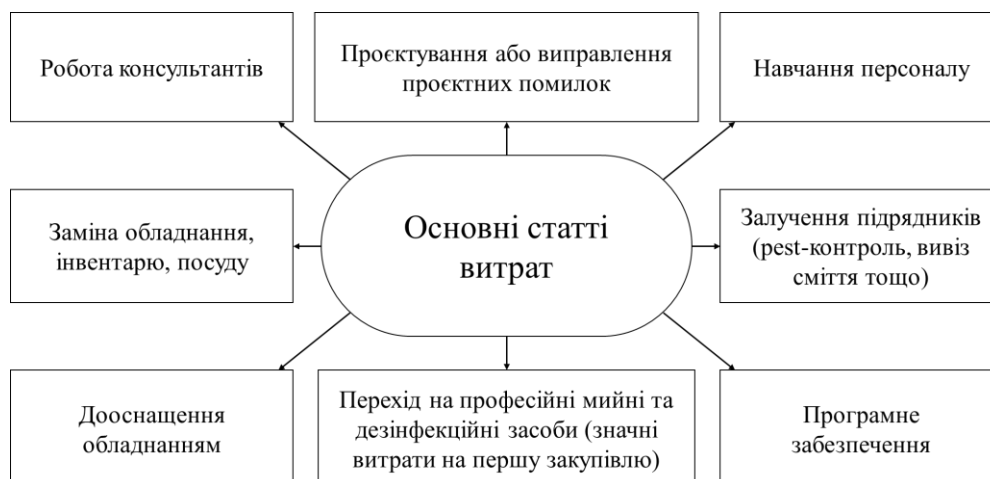 Робота консультантів
Проєктування або виправлення
проєктних помилок
Навчання персоналу
Заміна обладнання,
інвентарю, посуду
Основні статті
витрат
Залучення підрядників
(pest-контроль, вивіз
сміття тощо)
Дооснащення
обладнанням
Перехід на професійні мийні та
дезінфекційні засоби (значні
витрати на першу закупівлю)
Програмне
забезпечення